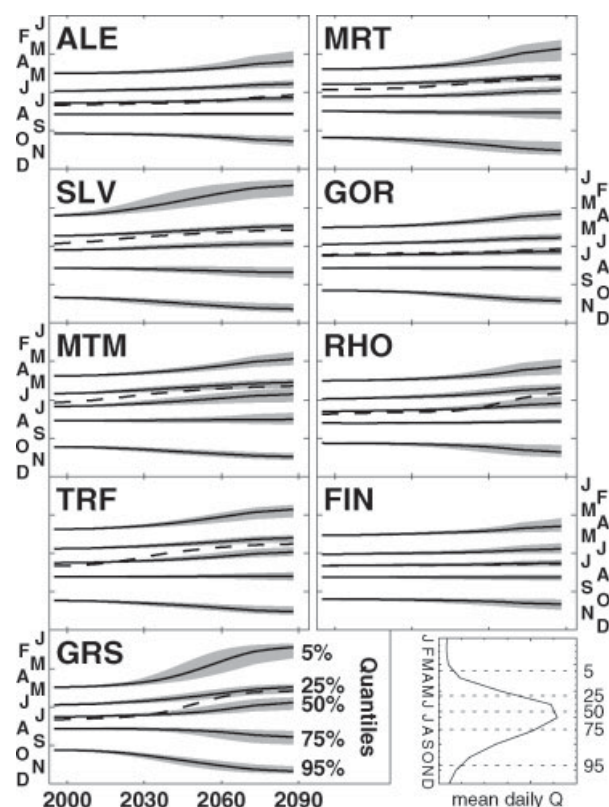 J
F
M
A
M
J
J
A
S
O
N
D
ALE
MRT
SLV
GOR
J
F
M
A
M
J
J
A
S
O
N
D
J
F
M
A
M
J
J
A
S
O
N
D
MTM
RHO
TRF
FIN
J
F
M
A
M
J
J
A
S
O
N
D
J
F
M
A
M
J
J
A
S
O
N
D
GRS
5%
25%
50%
75%
95%
Quantiles
2000 2030 2060 2090
J
F
M
A
M
J
J
A
S
O
N
D
5
25
50
75
95
mean daily Q